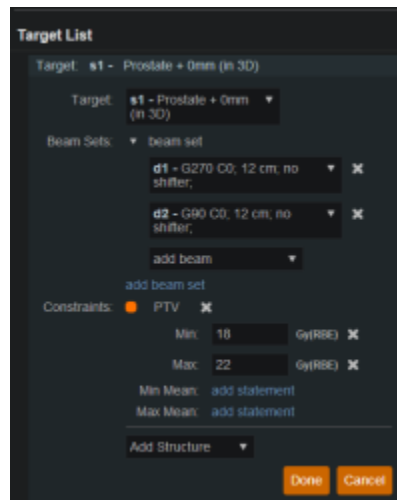 Target List
Target: s1 - Prostate + 0mm (in 3D)
Target: s1 - Prostate + 0mm
(in 3D)
Beam Sets: beam set
d1 - G270 C0; 12 cm; no
shifter;
d2 - G90 C0; 12 cm; no
shifter;
add beam
add beam set
Constraints: PTV
Min: 18 Gy(RBE)
Max: 22 Gy(RBE)
Min Mean: add statement
Max Mean: add statement
Add Structure
Done Cancel